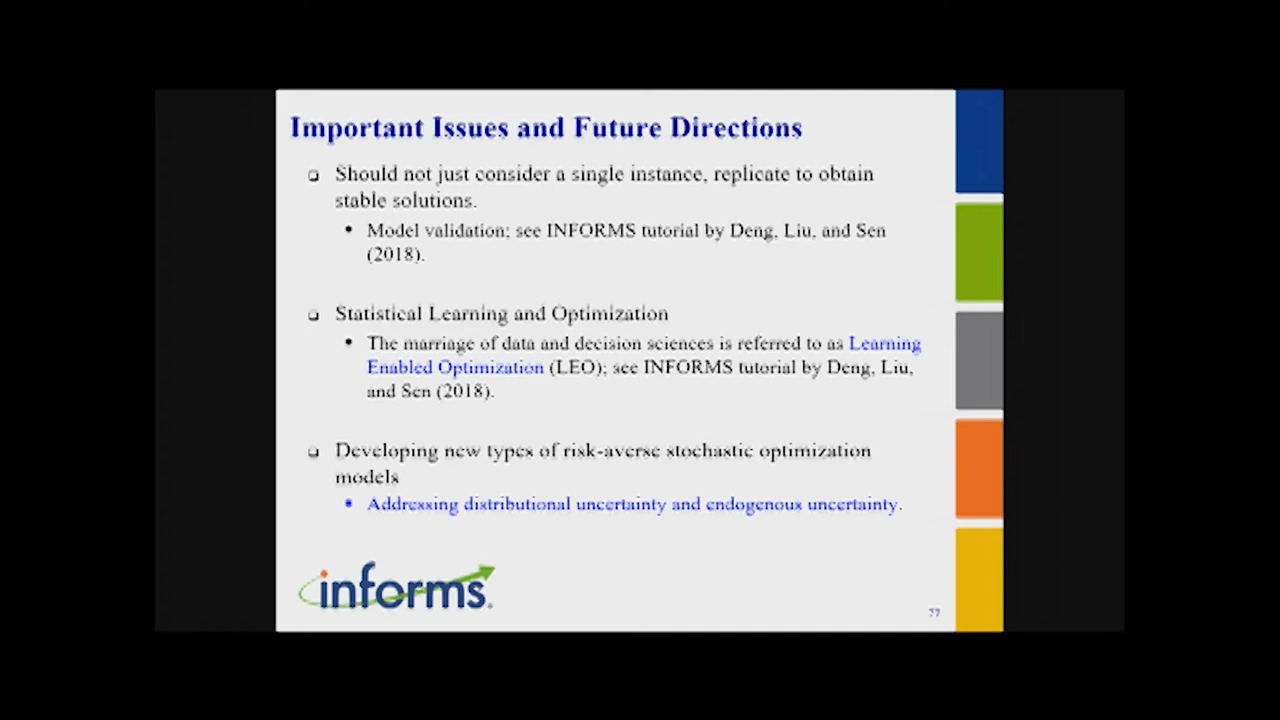 Important Issues and Future Directions
Should not just consider a single instance, replicate to obtain
stable solutions.
• Model validation; see INFORMS tutorial by Deng, Liu, and Sen
(2018).
Statistical Learning and Optimization
• The marriage of data and decision sciences is referred to as Learning
Enabled Optimization (LEO); see INFORMS tutorial by Deng, Liu,
and Sen (2018).
Developing new types of risk-averse stochastic optimization
models
• Addressing distributional uncertainty and endogenous uncertainty.
informs
77